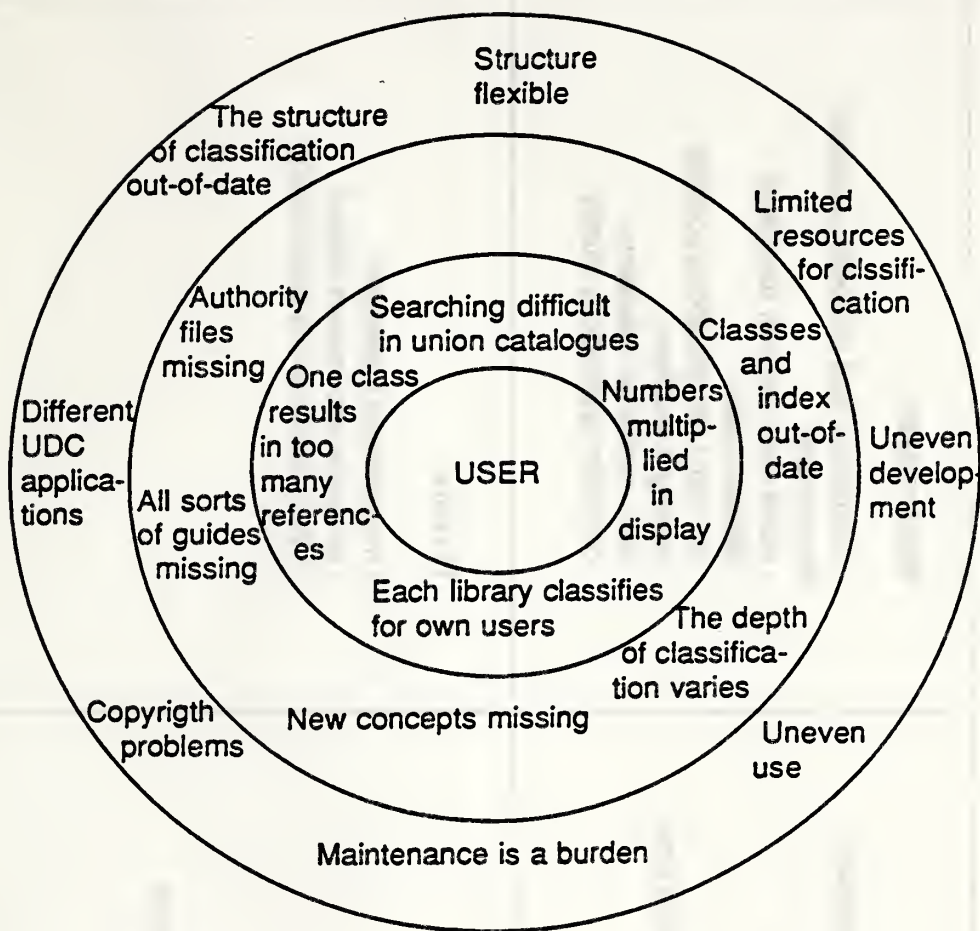 Structure
flexible
The structure
of classification
out-of-date
Limited
resources
for clssifi-
cation
Authority
files
missing
Searching difficult
in union catalogues
Classses
and
index
out-of-
date
One class
results
in too
many
referenc-
es
Numbers
multip-
lied
in
display
Different
UDC
applica-
tions
USER
Uneven
develop-
ment
All sorts
of guides
missing
Each library classifies
for own users
The depth
of classifica-
tion varies
Copyrigth
problems
New concepts missing
Uneven
use
Maintenance is a burden